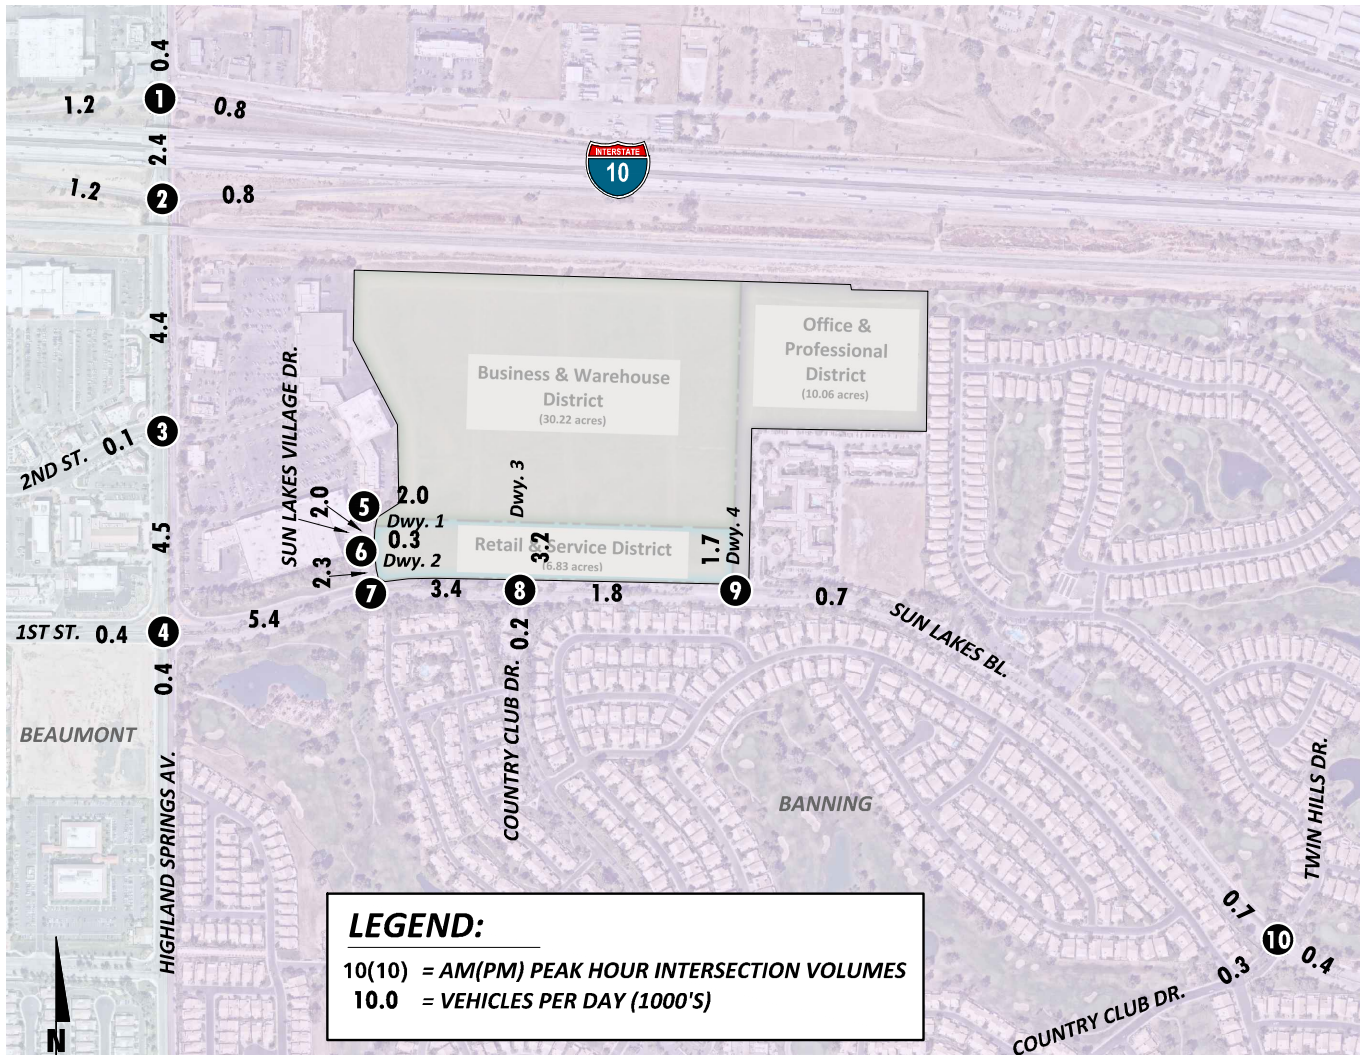 0.4
1
1.2
0.8
2.4
INTERSTATE
10
1.2
2
0.8
4.4
Office &
Professional
District
(10.06 acres)
Business & Warehouse
District
(30.22 acres)
SUN LAKES VILLAGE DR.
3
0.1
2ND ST.
Dwy. 3
2.0
5
2.0
Dwy. 1
4.5
6
0.3
Dwy. 2
Retail & Service District
(6.83 acres)
3.2
1.7
Dwy. 4
2.3
7
3.4
8
1.8
9
0.7
5.4
1ST ST.
0.4
4
0.2
SUN LAKES BL.
0.4
COUNTRY CLUB DR.
BEAUMONT
HIGHLAND SPRINGS AV.
BANNING
TWIN HILLS DR.
0.7
10
0.4
0.3
COUNTRY CLUB DR.
LEGEND:
10(10) = AM(PM) PEAK HOUR INTERSECTION VOLUMES
10.0 = VEHICLES PER DAY (1000'S)
N